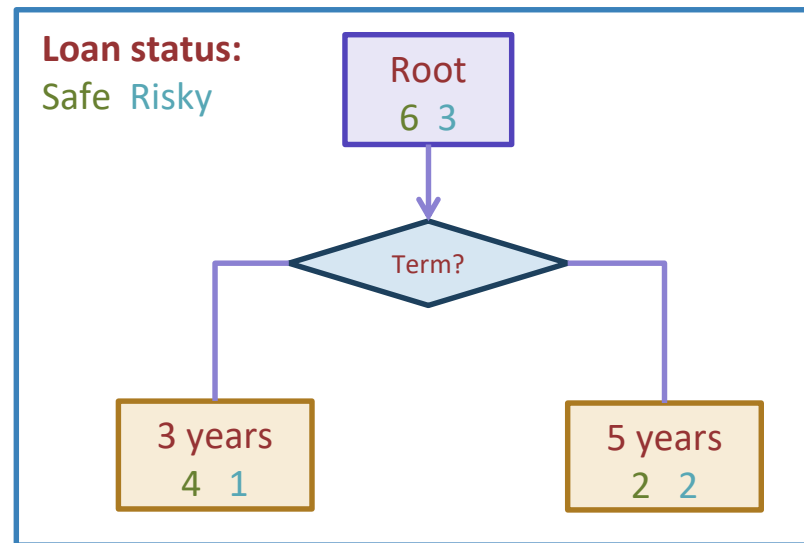 Loan status:
Safe Risky
Root
6 3
Term?
3 years
4 1
5 years
2 2